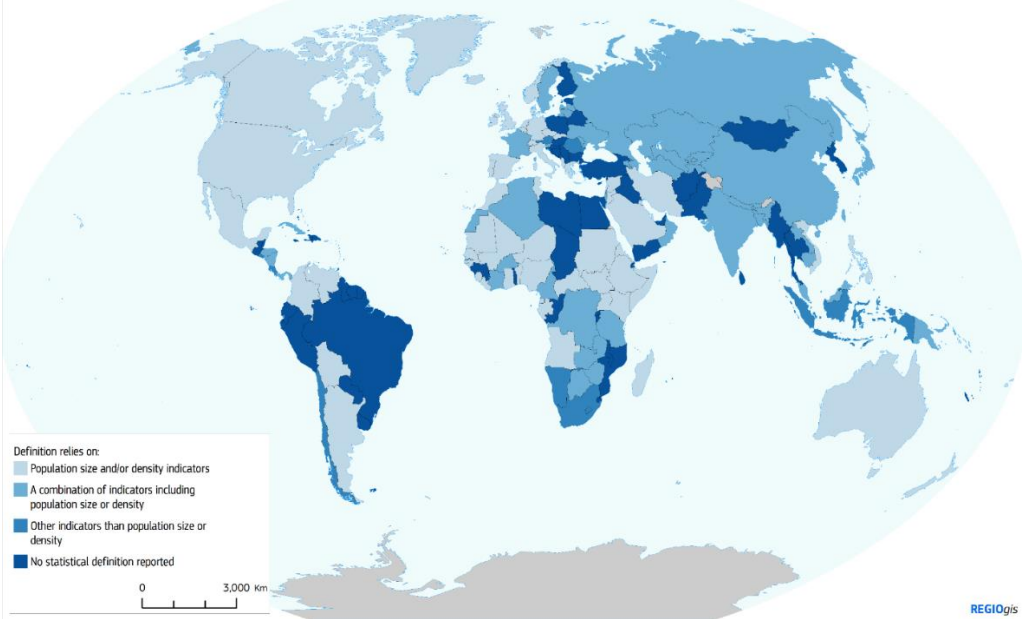 Definition relies on:
Population size and/or density indicators
A combination of indicators including
population size or density
Other indicators than population size or
density
No statistical definition reported
0 3,000 Km
REGIOgis